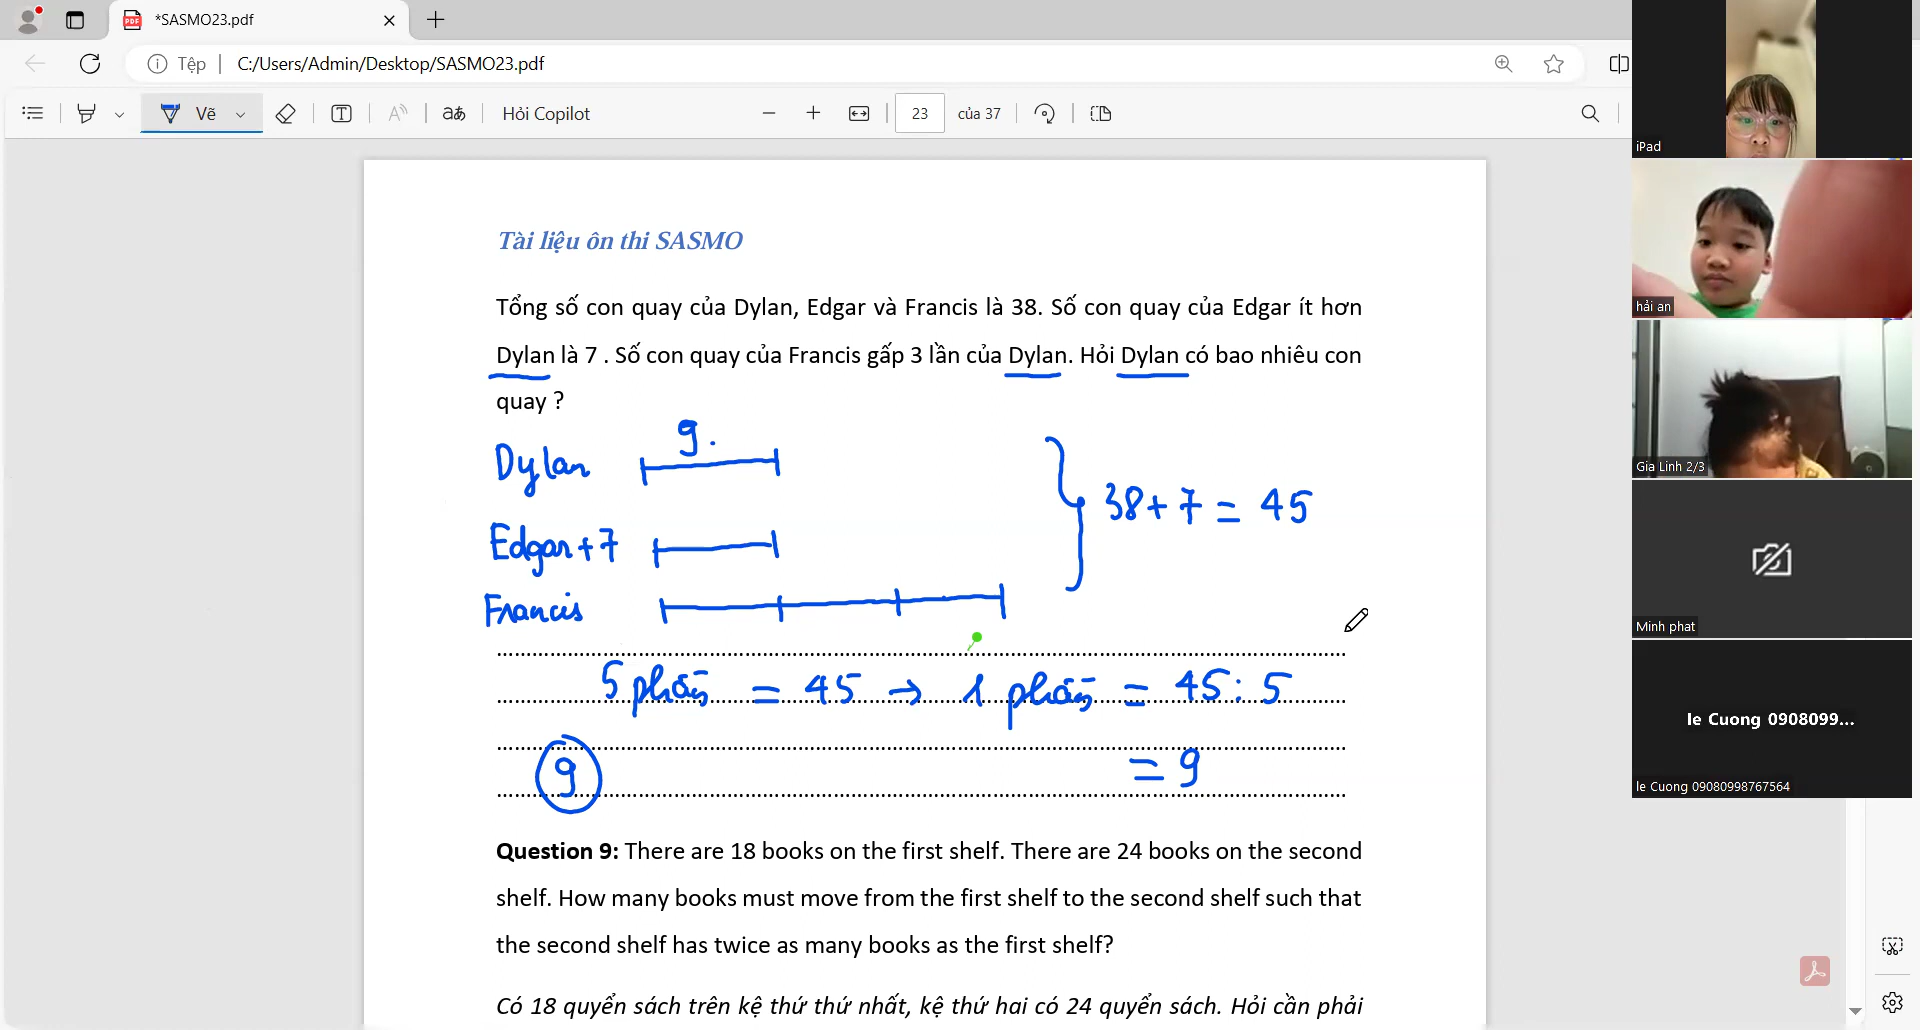 *SASMO23.pdf
Tệp
C:/Users/Admin/Desktop/SASMO23.pdf
Vẽ
aあ
Hỏi Copilot
23
của 37
Tài liệu ôn thi SASMO
Tổng số con quay của Dylan, Edgar và Francis là 38. Số con quay của Edgar ít hơn
Dylan là 7 . Số con quay của Francis gấp 3 lần của Dylan. Hỏi Dylan có bao nhiêu con
quay ?
9.
Dylan
38 + 7 = 45
Edgar + 7
Francis
5 phần = 45 → 1 phần = 45 : 5
9
= 9
Question 9: There are 18 books on the first shelf. There are 24 books on the second
shelf. How many books must move from the first shelf to the second shelf such that
the second shelf has twice as many books as the first shelf?
Có 18 quyển sách trên kệ thứ thứ nhất, kệ thứ hai có 24 quyển sách. Hỏi cần phải
iPad
hải an
Gia Linh 2/3
Minh phat
le Cuong 0908099...
le Cuong 09080998767564